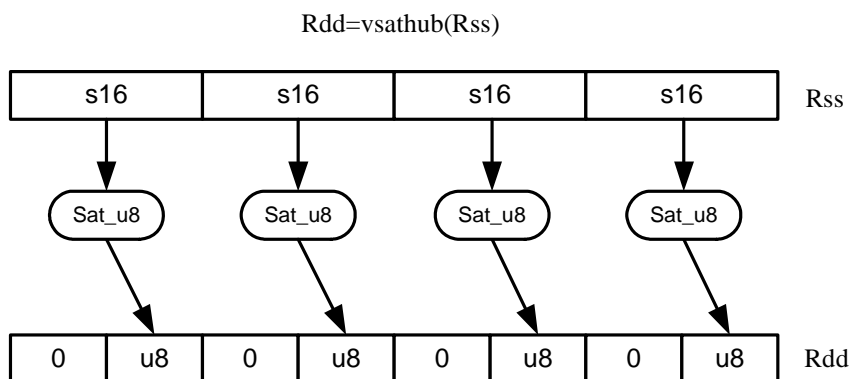 Rdd=vsathub(Rss)
s16 s16 s16 s16 Rss
Sat_u8 Sat_u8 Sat_u8 Sat_u8
0 u8 0 u8 0 u8 0 u8 Rdd